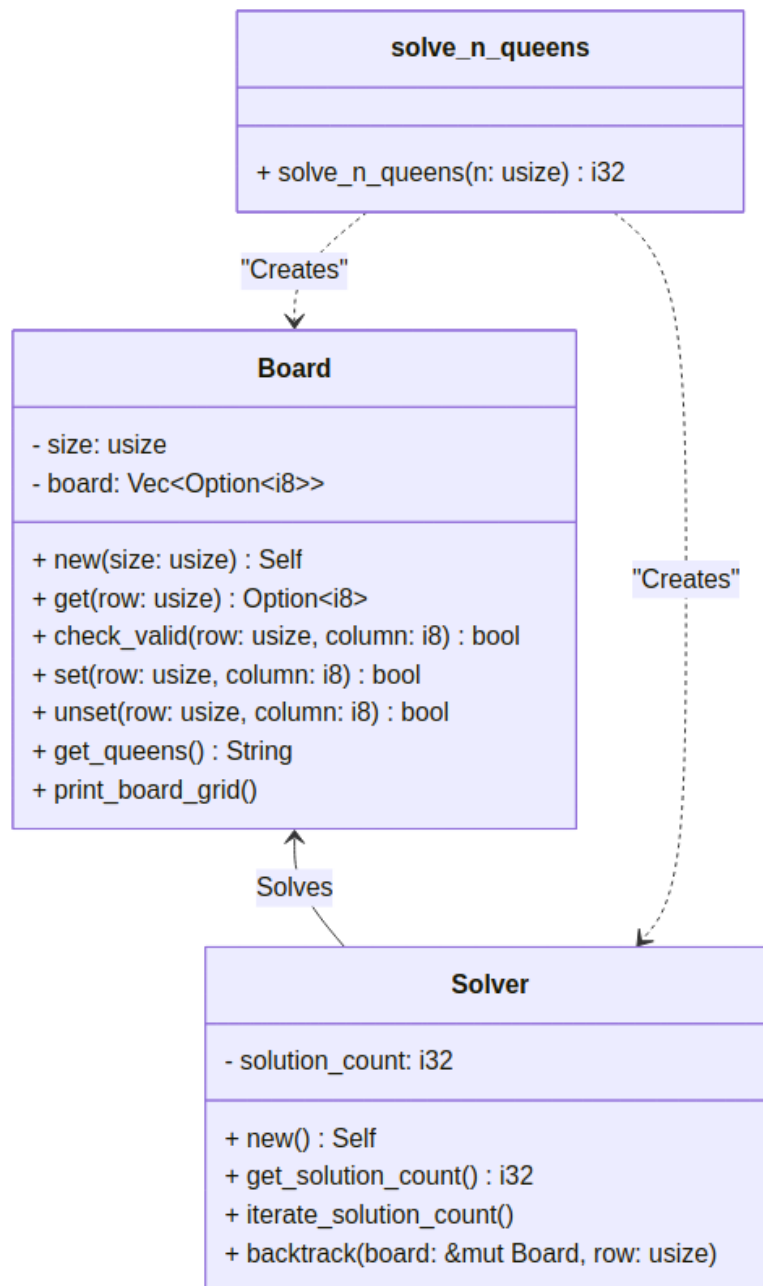 solve_n_queens
+ solve_n_queens(n: usize) : i32
"Creates"
Board
- size: usize
- board: Vec<Option<i8>>
+ new(size: usize) : Self
+ get(row: usize) : Option<i8>
+ check_valid(row: usize, column: i8) : bool
+ set(row: usize, column: i8) : bool
+ unset(row: usize, column: i8) : bool
+ get_queens() : String
+ print_board_grid()
"Creates"
Solves
Solver
- solution_count: i32
+ new() : Self
+ get_solution_count() : i32
+ iterate_solution_count()
+ backtrack(board: &mut Board, row: usize)